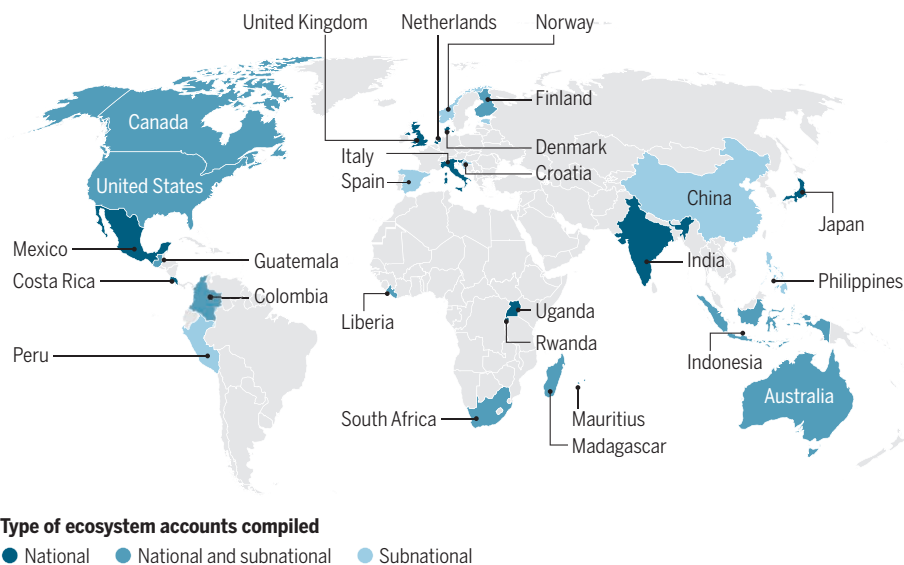 United Kingdom
Netherlands
Norway
Canada
Finland
Denmark
Italy
Croatia
Spain
United States
China
Japan
Mexico
Guatemala
India
Costa Rica
Colombia
Philippines
Liberia
Uganda
Rwanda
Peru
Indonesia
Australia
South Africa
Mauritius
Madagascar
Type of ecosystem accounts compiled
National
National and subnational
Subnational